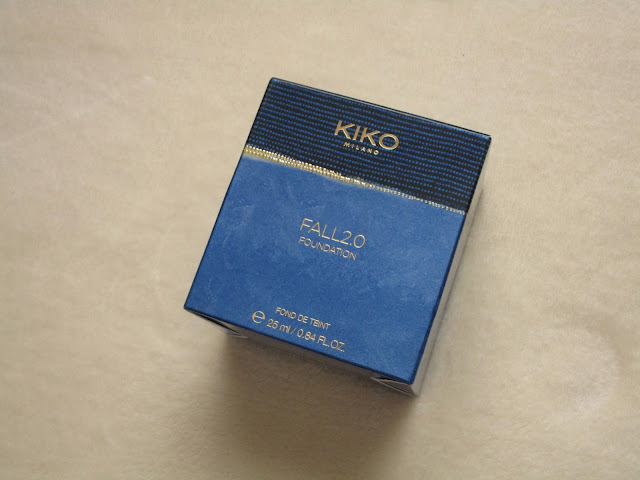 KIKO
MILANO
FALL2.0
FOUNDATION
FOND DE TEINT
℮ 25 ml / 0.84 FL.OZ.